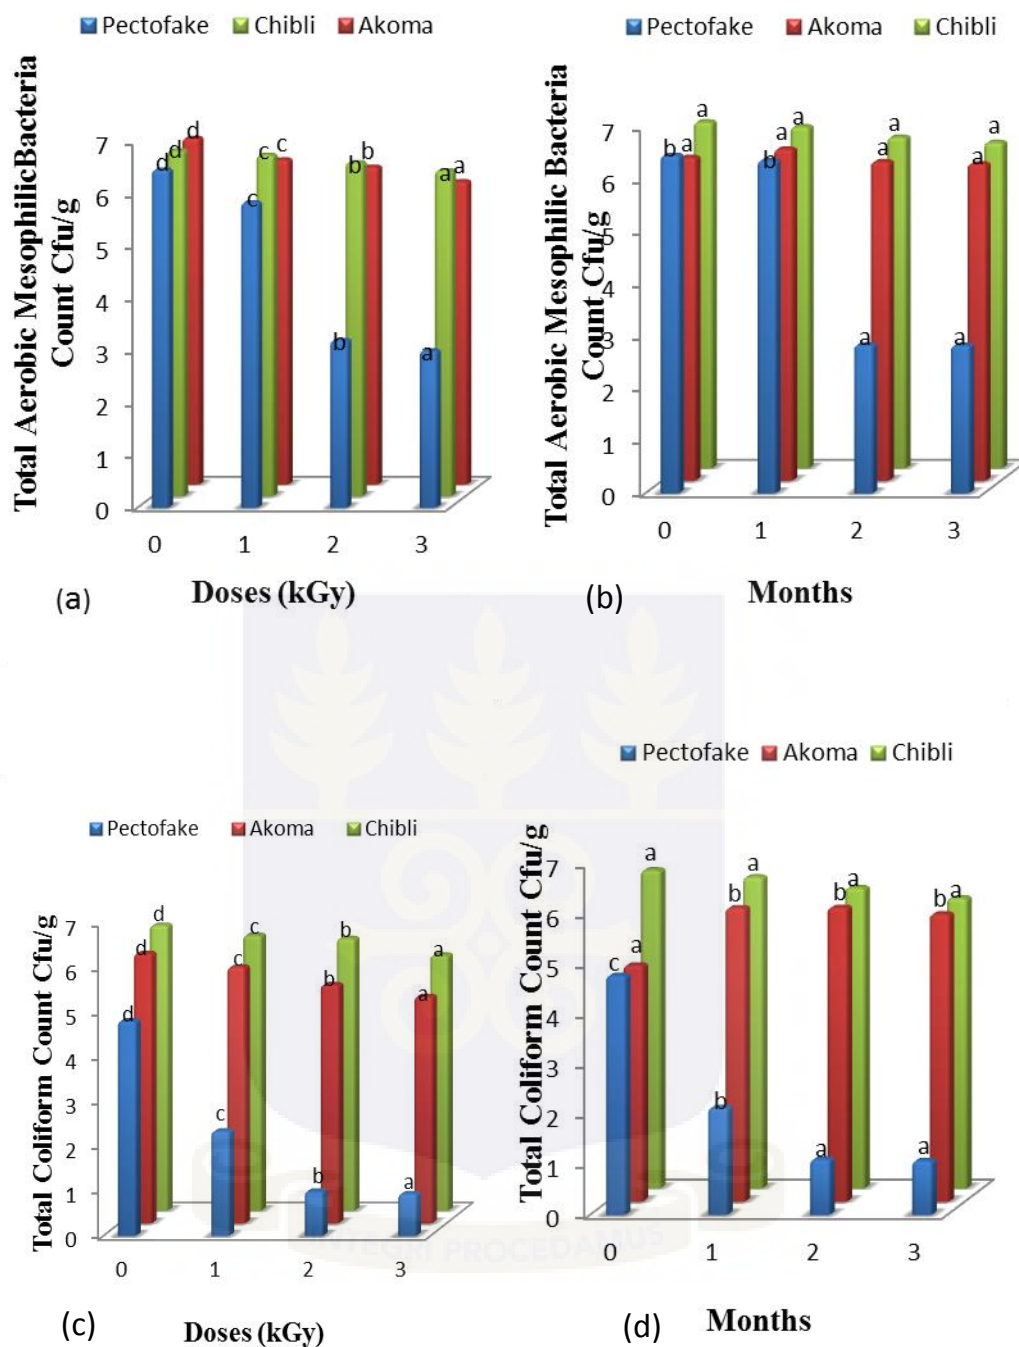 Pectofake Chibli Akoma
Total Aerobic MesophilicBacteria
Count Cfu/g
7
6
5
4
3
2
1
0
d d d
c c c
b b b
a a a
0 1 2 3
Doses (kGy)
(a)
Pectofake Akoma Chibli
Total Aerobic Mesophilic Bacteria
Count Cfu/g
7
6
5
4
3
2
1
0
b a a
b a a
a a a
a a a
0 1 2 3
Months
(b)
Pectofake Akoma Chibli
Total Coliform Count Cfu/g
7
6
5
4
3
2
1
0
d d d
c c c
b b b
a a a
0 1 2 3
Doses (kGy)
(c)
Pectofake Akoma Chibli
Total Coliform Count Cfu/g
7
6
5
4
3
2
1
0
c a a
b b a
a b a
a b a
0 1 2 3
Months
(d)
INTEGRI PROCEDAMUS